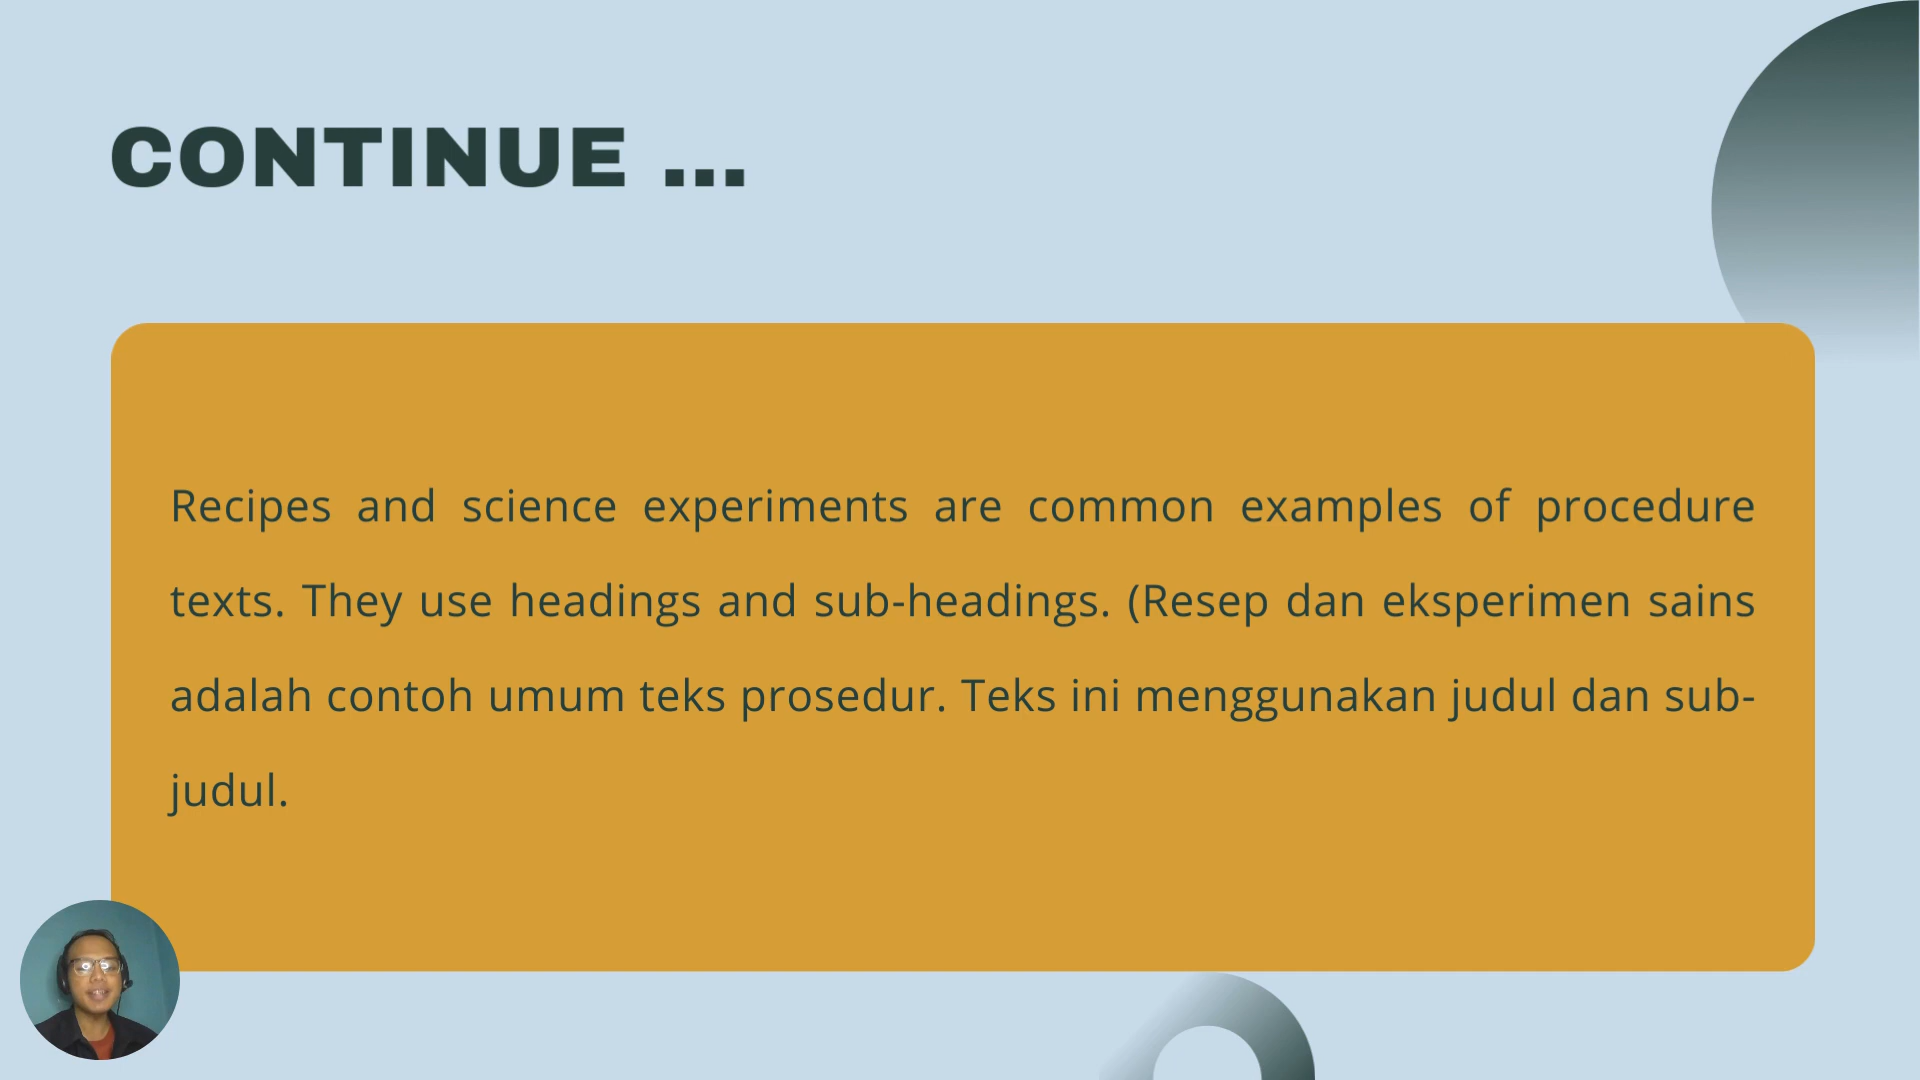 CONTINUE ...
Recipes and science experiments are common examples of procedure
texts. They use headings and sub-headings. (Resep dan eksperimen sains
adalah contoh umum teks prosedur. Teks ini menggunakan judul dan sub-
judul.